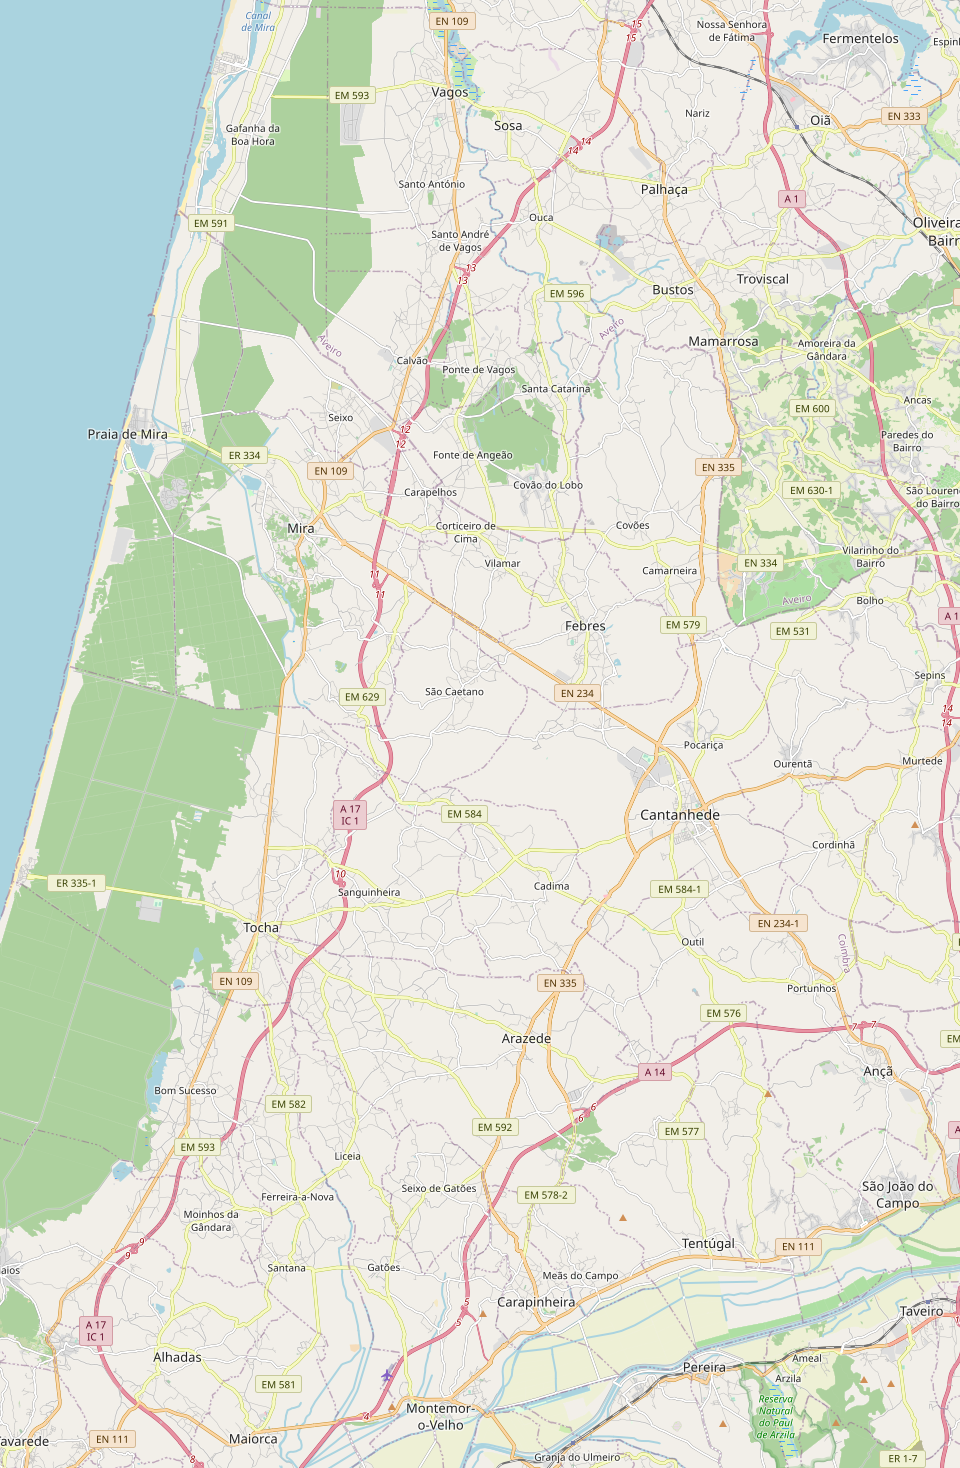 Canal
de Mira
EN 109
15
15
Nossa Senhora
de Fátima
Fermentelos
Vagos
EM 593
Sosa
Nariz
Oiã
EN 333
Gafanha da
Boa Hora
14
14
Santo António
Palhaça
A 1
EM 591
Ouca
Santo André
de Vagos
Oliveira
Bairr
13
13
EM 596
Bustos
Troviscal
Aveiro
Aveiro
Mamarrosa
Amoreira da
Gândara
Calvão
Ponte de Vagos
Santa Catarina
Ancas
EM 600
Seixo
Praia de Mira
12
12
Paredes do
Bairro
ER 334
Fonte de Angeão
EN 109
EN 335
Carapelhos
Covão do Lobo
EM 630-1
São Louren
do Bairro
Mira
Corticeiro de
Cima
Covões
Vilarinho do
Bairro
Vilamar
EN 334
Camarneira
11
11
Aveiro
Bolho
Febres
EM 579
EM 531
A 1
Sepins
São Caetano
EN 234
EM 629
14
14
Pocariça
Ourentã
Murtede
A 17
IC 1
EM 584
Cantanhede
Cordinhã
10
Sanguinheira
Cadima
ER 335-1
EM 584-1
Tocha
EN 234-1
Outil
Coimbra
EN 109
EN 335
Portunhos
EM 576
7
7
Arazede
EM
A 14
Ançã
Bom Sucesso
EM 582
6
6
EM 592
EM 577
A
EM 593
Liceia
Seixo de Gatões
EM 578-2
São João do
Campo
Ferreira-a-Nova
Moinhos da
Gândara
9
9
Tentúgal
EN 111
aios
Santana
Gatões
Meãs do Campo
5
5
Carapinheira
A 17
IC 1
Taveiro
Alhadas
Pereira
Ameal
Arzila
EM 581
Reserva
Natural
do Paul
de Arzila
Montemor-
o-Velho
4
avarede
EN 111
Maiorca
8
Granja do Ulmeiro
ER 1-7